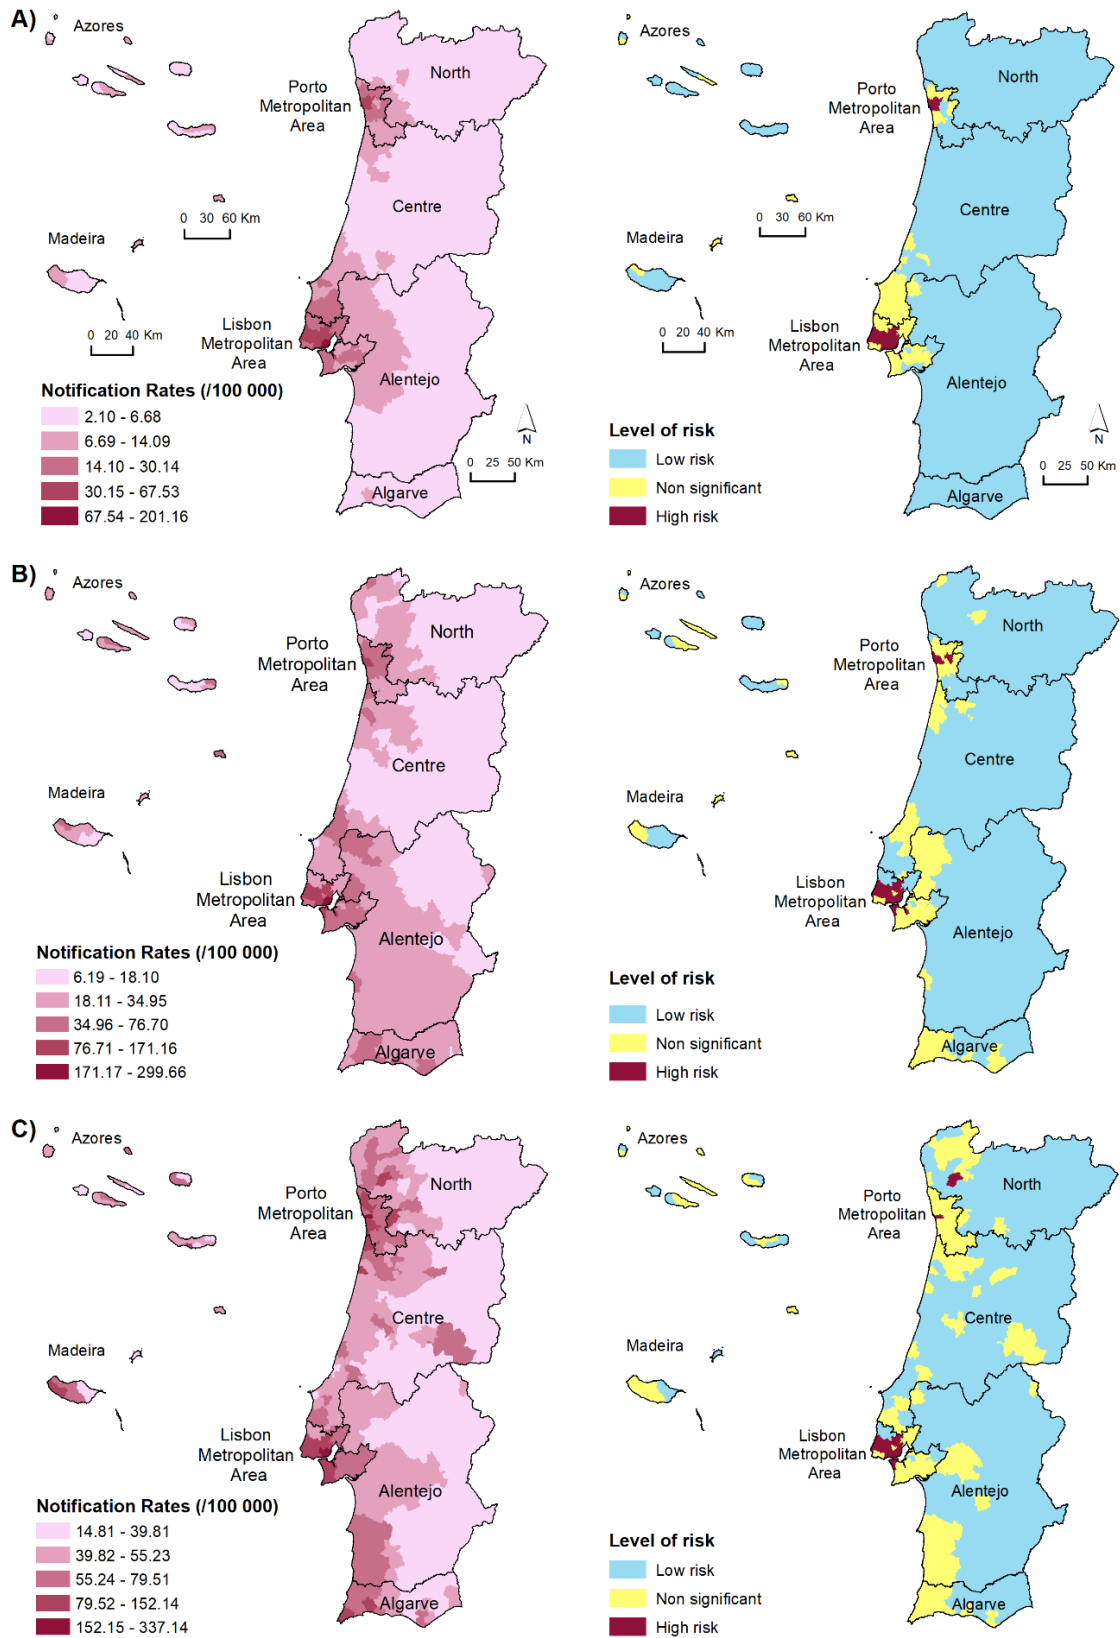 A)
Azores
North
Porto
Metropolitan
Area
Centre
0 30 60 Km
Madeira
0 20 40 Km
Lisbon
Metropolitan
Area
Alentejo
Notification Rates (/100 000)
2.10 - 6.68
6.69 - 14.09
14.10 - 30.14
30.15 - 67.53
67.54 - 201.16
N
0 25 50 Km
Algarve
Azores
North
Porto
Metropolitan
Area
Centre
0 30 60 Km
Madeira
0 20 40 Km
Lisbon
Metropolitan
Area
Alentejo
Level of risk
Low risk
Non significant
High risk
N
0 25 50 Km
Algarve
B)
Azores
North
Porto
Metropolitan
Area
Centre
Madeira
Lisbon
Metropolitan
Area
Alentejo
Notification Rates (/100 000)
6.19 - 18.10
18.11 - 34.95
34.96 - 76.70
76.71 - 171.16
171.17 - 299.66
Algarve
Azores
North
Porto
Metropolitan
Area
Centre
Madeira
Lisbon
Metropolitan
Area
Alentejo
Level of risk
Low risk
Non significant
High risk
Algarve
C)
Azores
North
Porto
Metropolitan
Area
Centre
Madeira
Lisbon
Metropolitan
Area
Alentejo
Notification Rates (/100 000)
14.81 - 39.81
39.82 - 55.23
55.24 - 79.51
79.52 - 152.14
152.15 - 337.14
Algarve
Azores
North
Porto
Metropolitan
Area
Centre
Madeira
Lisbon
Metropolitan
Area
Alentejo
Level of risk
Low risk
Non significant
High risk
Algarve